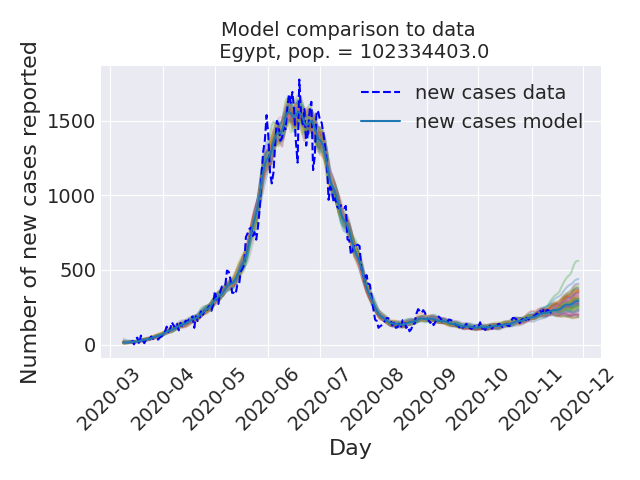 Model comparison to data
Egypt, pop. = 102334403.0
new cases data
new cases model
Number of new cases reported
1500
1000
500
0
2020-03
2020-04
2020-05
2020-06
2020-07
2020-08
2020-09
2020-10
2020-11
2020-12
Day